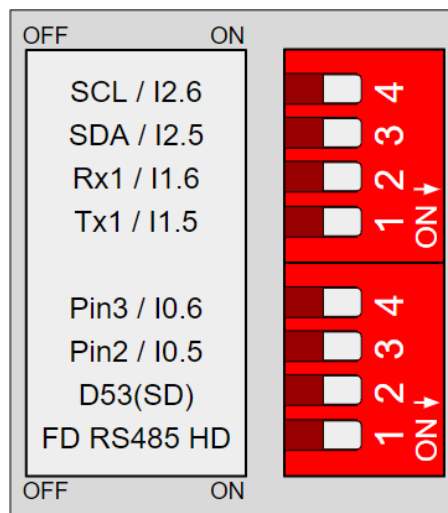 OFF ON
SCL / I2.6 4
SDA / I2.5 3
Rx1 / I1.6 2
Tx1 / I1.5 1
ON
Pin3 / I0.6 4
Pin2 / I0.5 3
D53(SD) 2
FD RS485 HD 1
ON
OFF ON